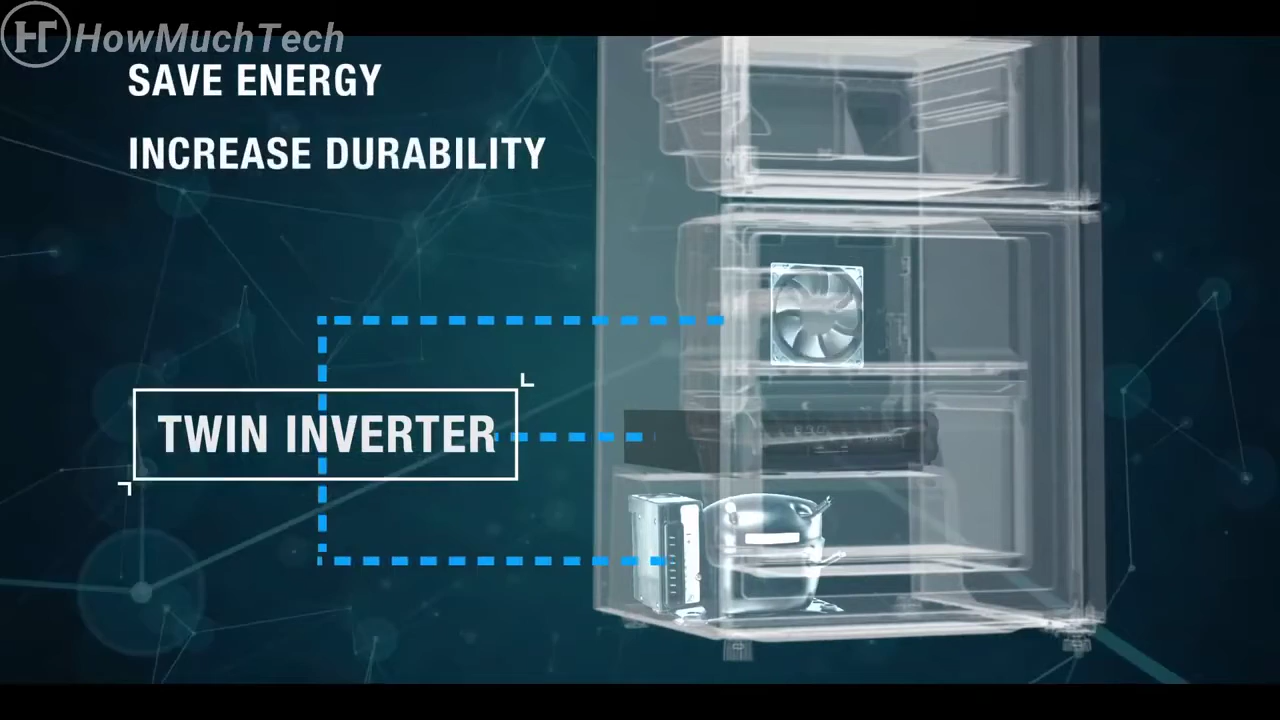 HowMuchTech
SAVE ENERGY
INCREASE DURABILITY
TWIN INVERTER